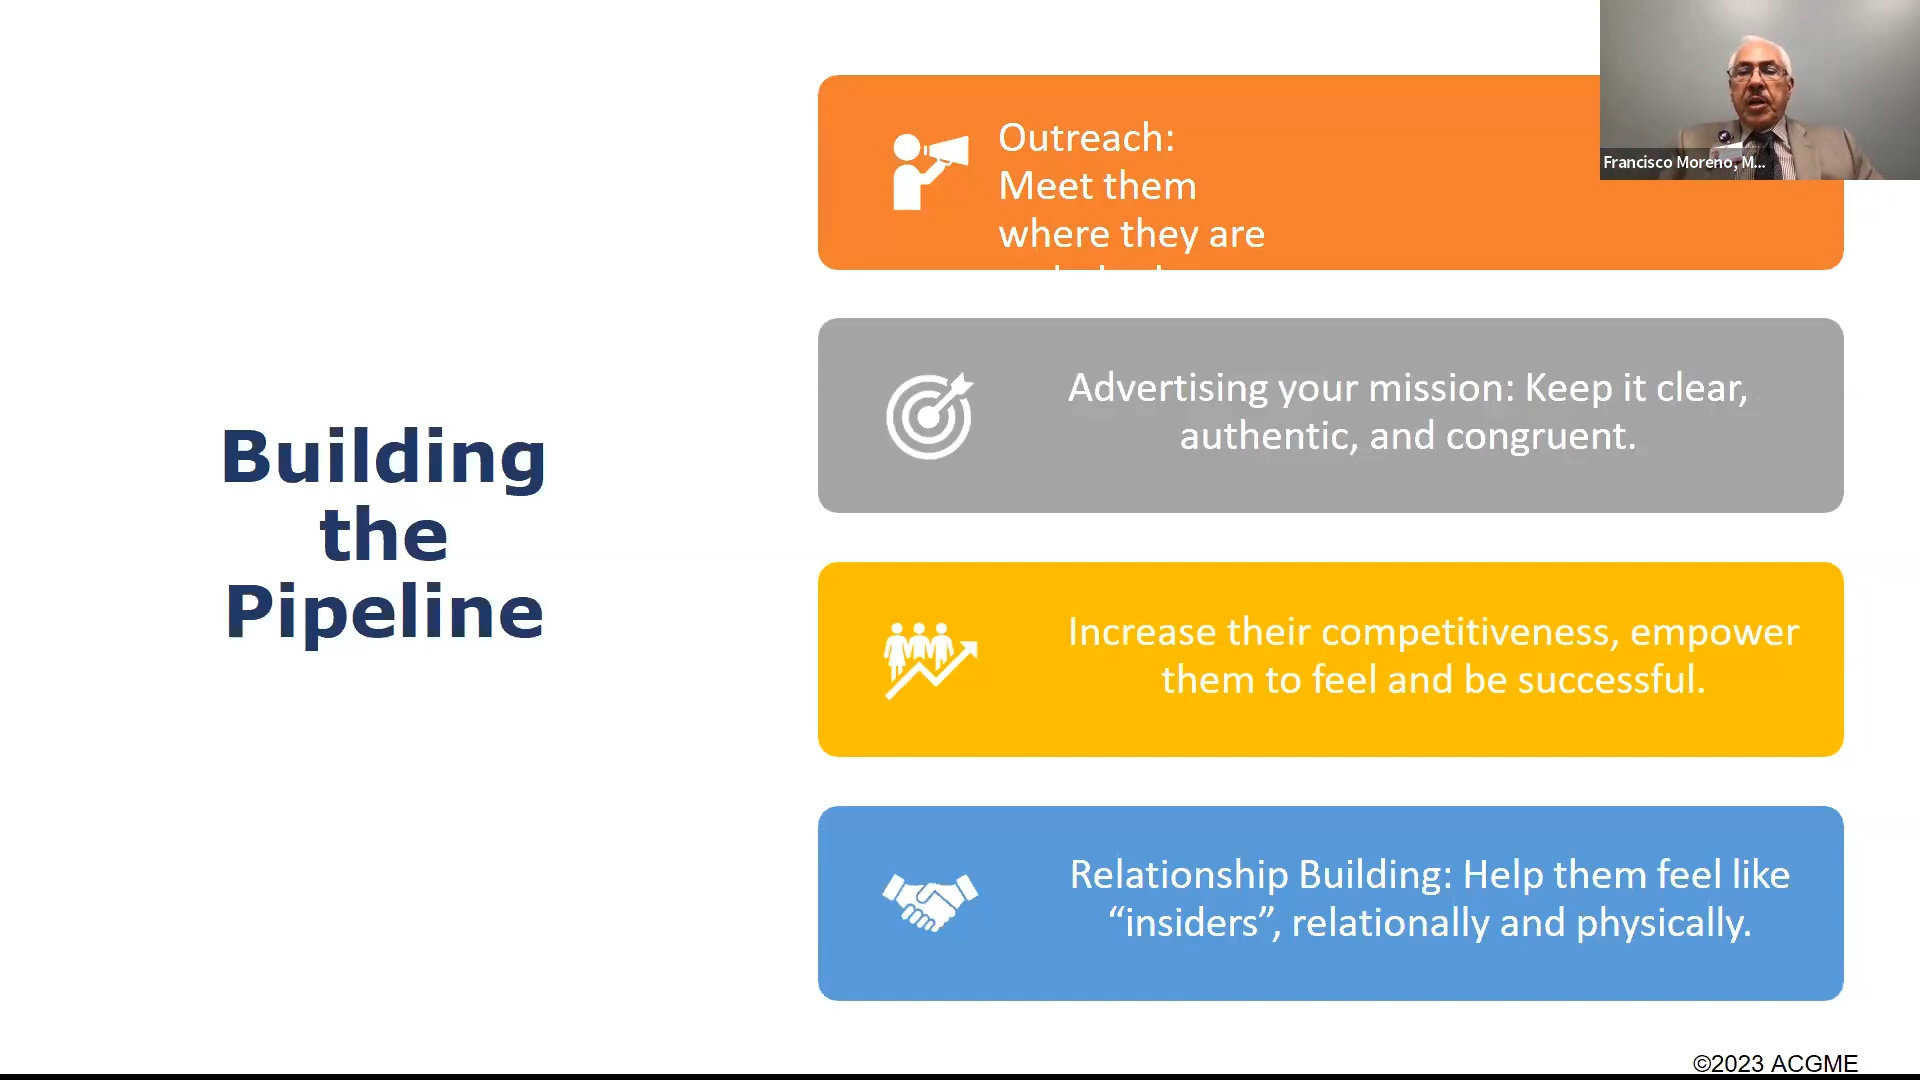 Building
the
Pipeline
Outreach:
Meet them
where they are
Advertising your mission: Keep it clear,
authentic, and congruent.
Increase their competitiveness, empower
them to feel and be successful.
Relationship Building: Help them feel like
“insiders”, relationally and physically.
Francisco Moreno, M...
©2023 ACGME